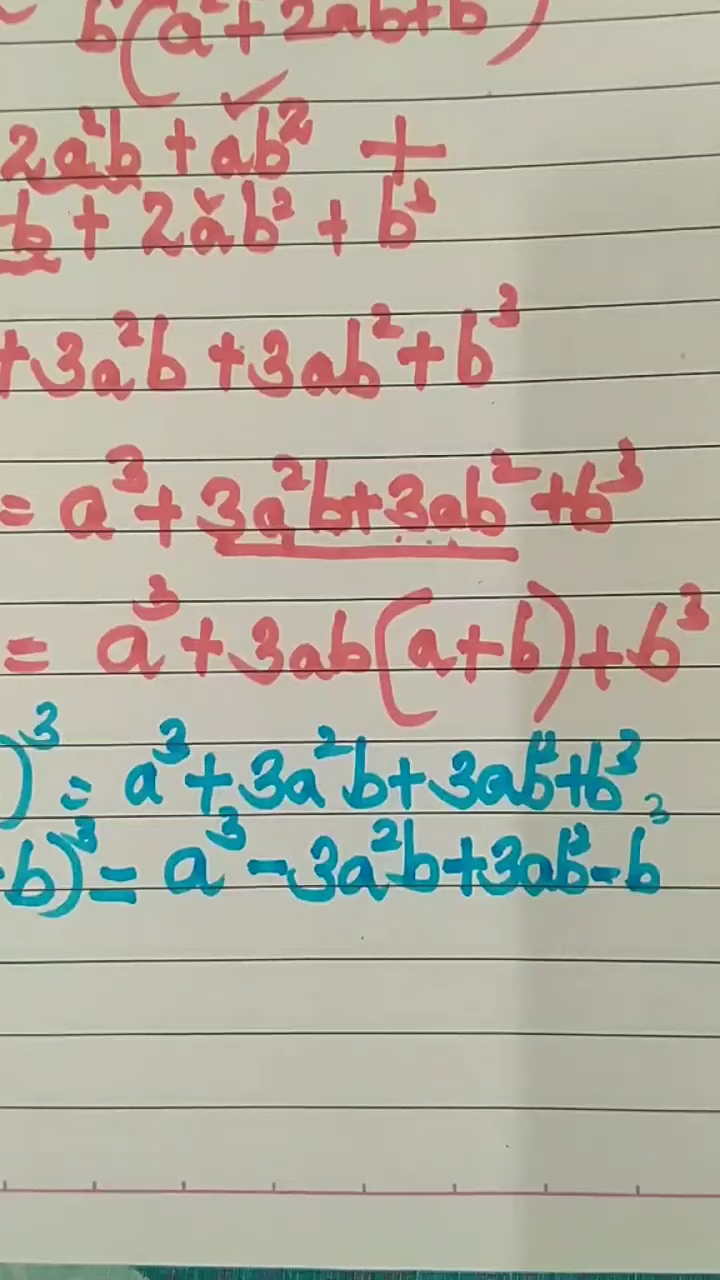 b(a²+2ab+b²)
2a²b + ab² +
b + 2ab² + b³
+3a²b +3ab²+b³
= a³+3a²b+3ab²+b³
= a³+3ab(a+b)+b³
)³ = a³+3a²b+3ab²+b³
b)³ = a³-3a²b+3ab²-b³